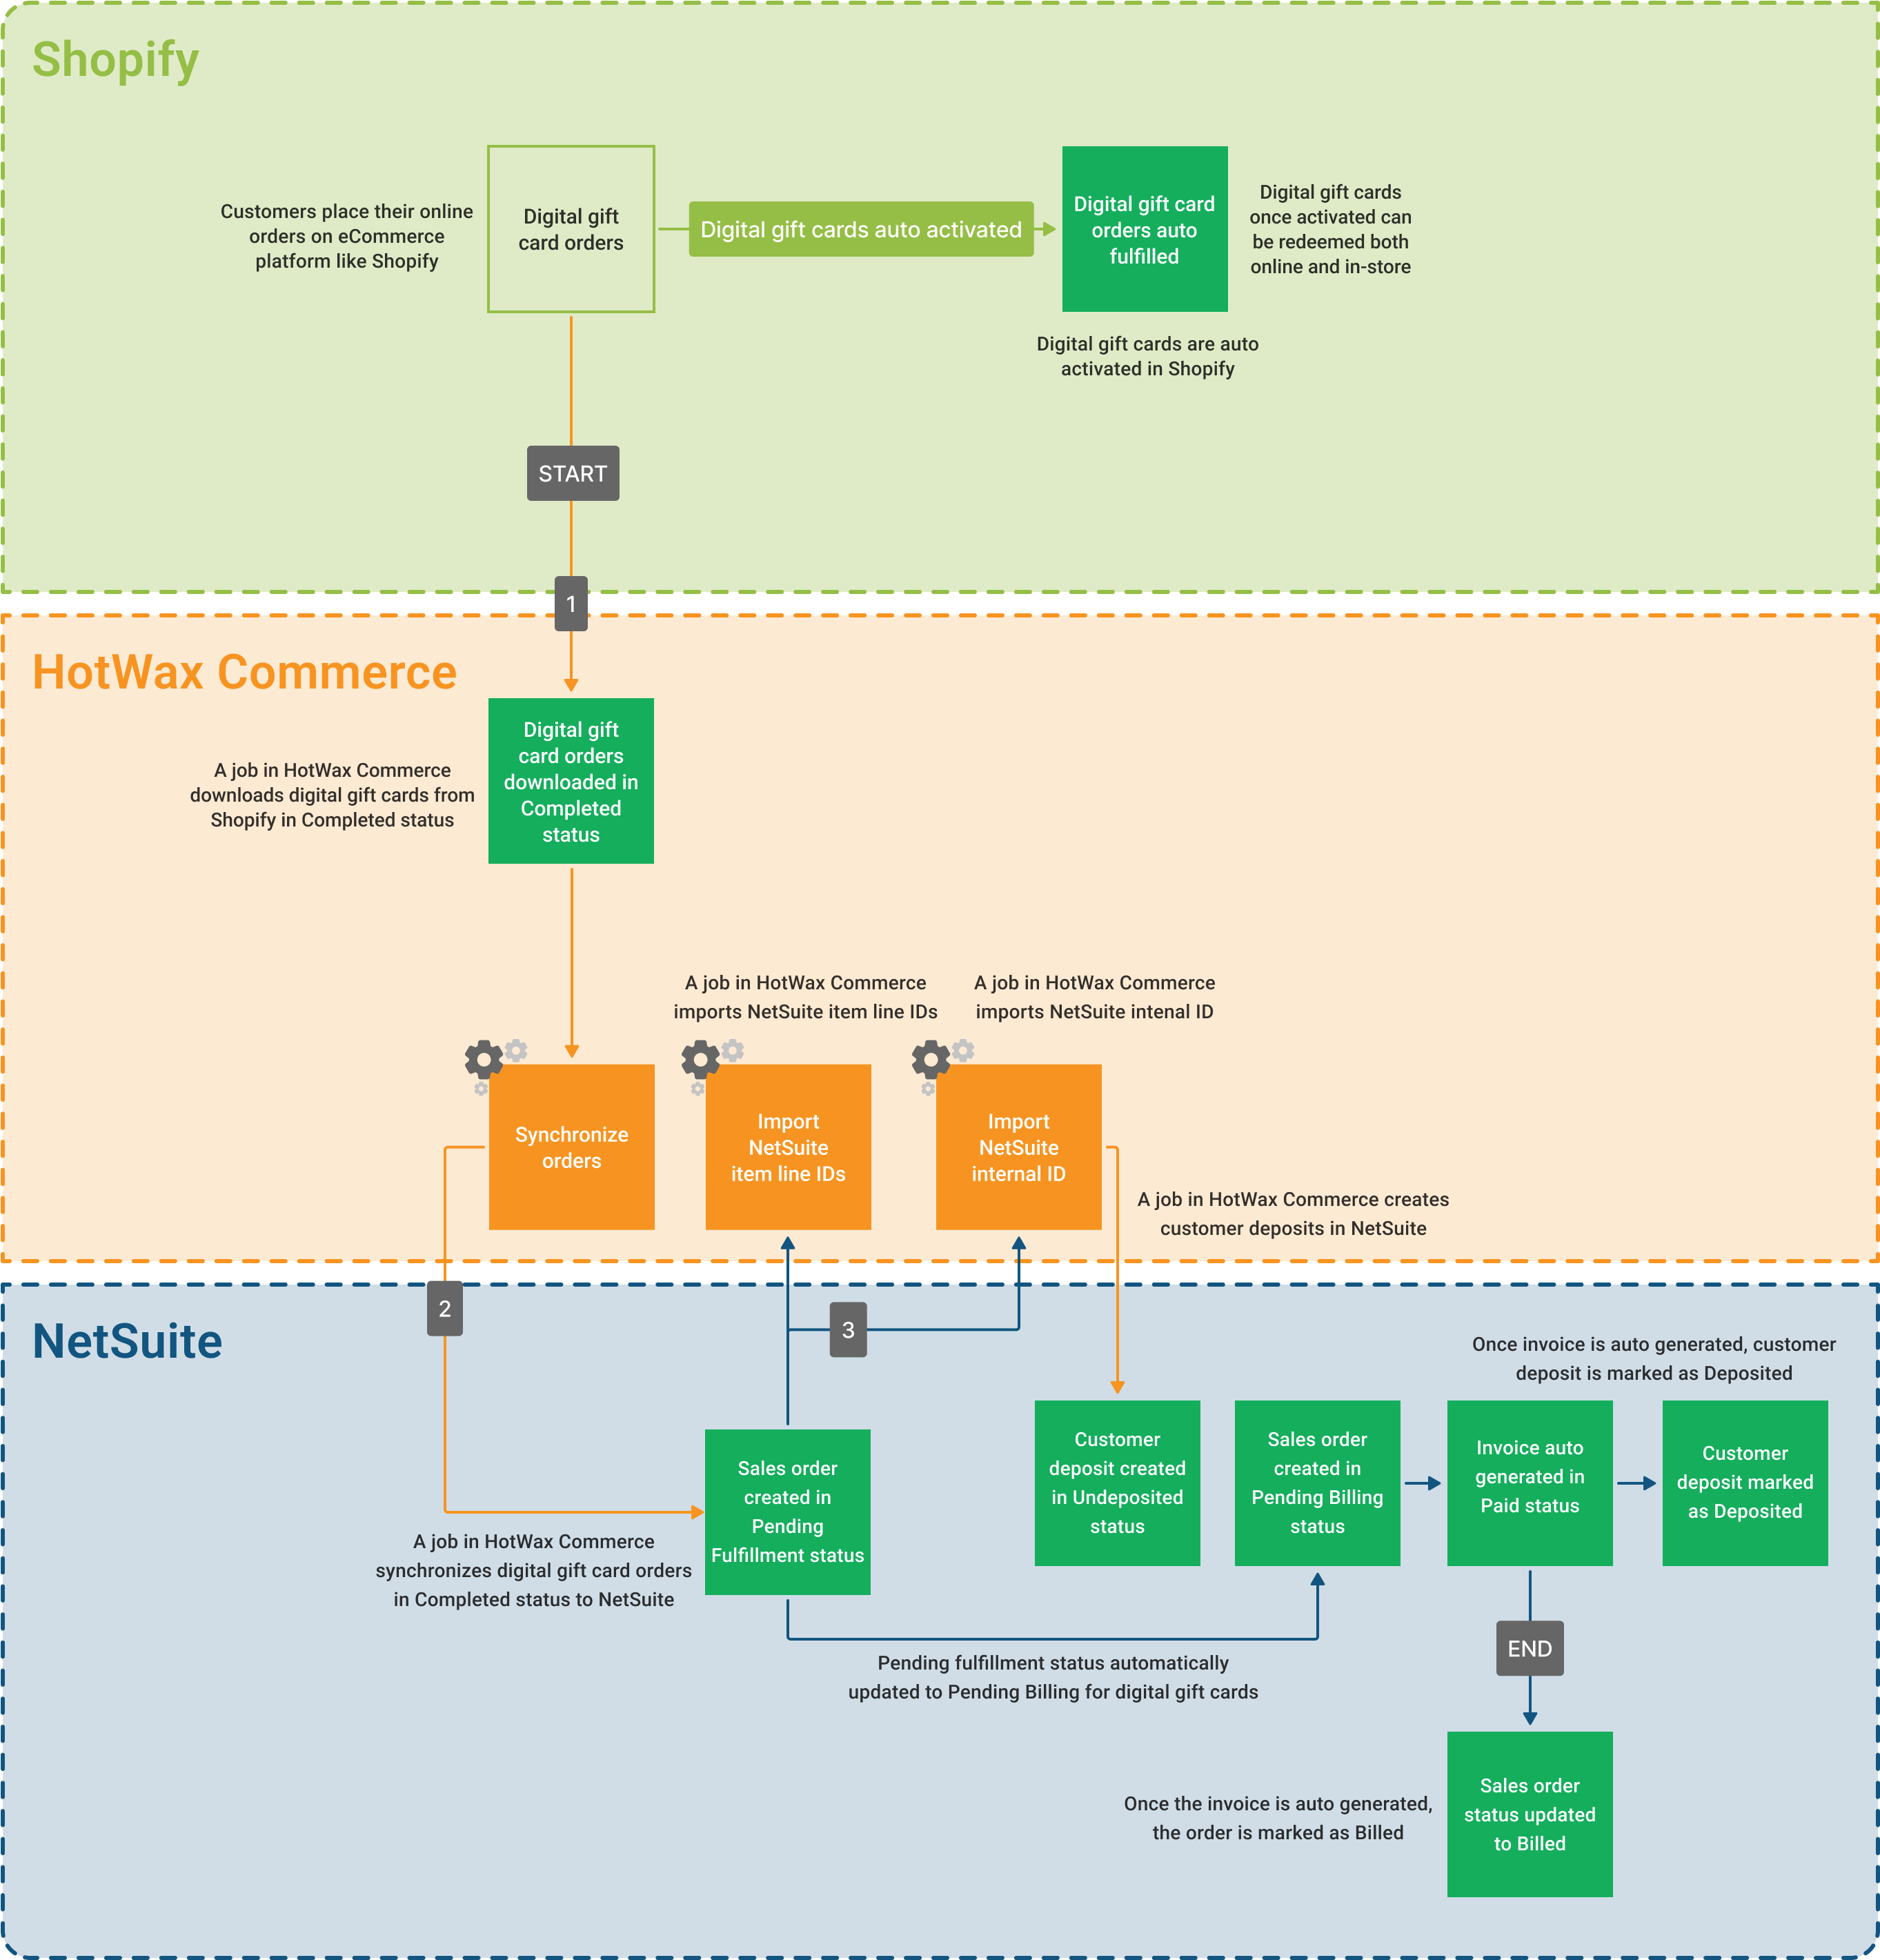 Shopify
Customers place their online
orders on eCommerce
platform like Shopify
Digital gift
card orders
Digital gift cards auto activated
Digital gift card
orders auto
fulfilled
Digital gift cards
once activated can
be redeemed both
online and in-store
Digital gift cards are auto
activated in Shopify
START
1
HotWax Commerce
A job in HotWax Commerce
downloads digital gift cards from
Shopify in Completed status
Digital gift
card orders
downloaded in
Completed
status
A job in HotWax Commerce
imports NetSuite item line IDs
A job in HotWax Commerce
imports NetSuite intenal ID
Synchronize
orders
Import
NetSuite
item line IDs
Import
NetSuite
internal ID
A job in HotWax Commerce creates
customer deposits in NetSuite
2
3
NetSuite
Once invoice is auto generated, customer
deposit is marked as Deposited
Sales order
created in
Pending
Fulfillment status
Customer
deposit created
in Undeposited
status
Sales order
created in
Pending Billing
status
Invoice auto
generated in
Paid status
Customer
deposit marked
as Deposited
A job in HotWax Commerce
synchronizes digital gift card orders
in Completed status to NetSuite
Pending fulfillment status automatically
updated to Pending Billing for digital gift cards
END
Once the invoice is auto generated,
the order is marked as Billed
Sales order
status updated
to Billed